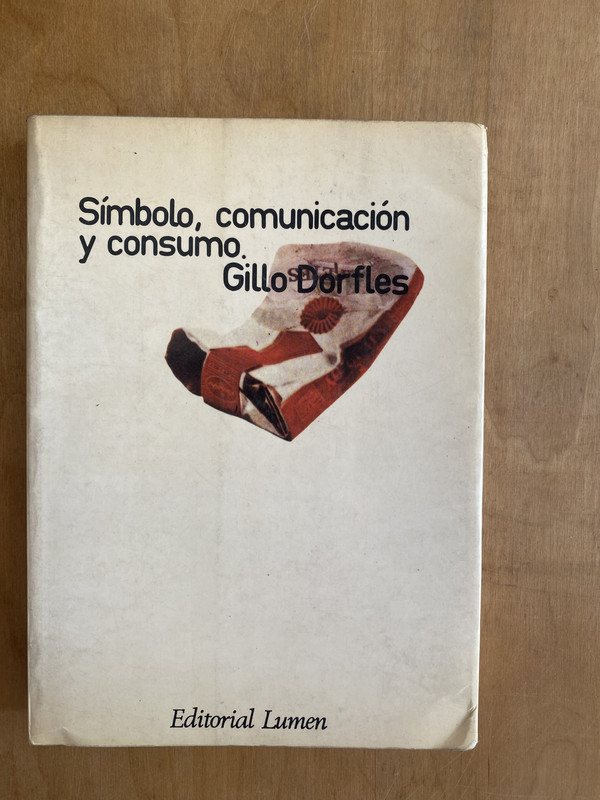 Símbolo, comunicación
y consumo.
Gillo Dorfles
Editorial Lumen